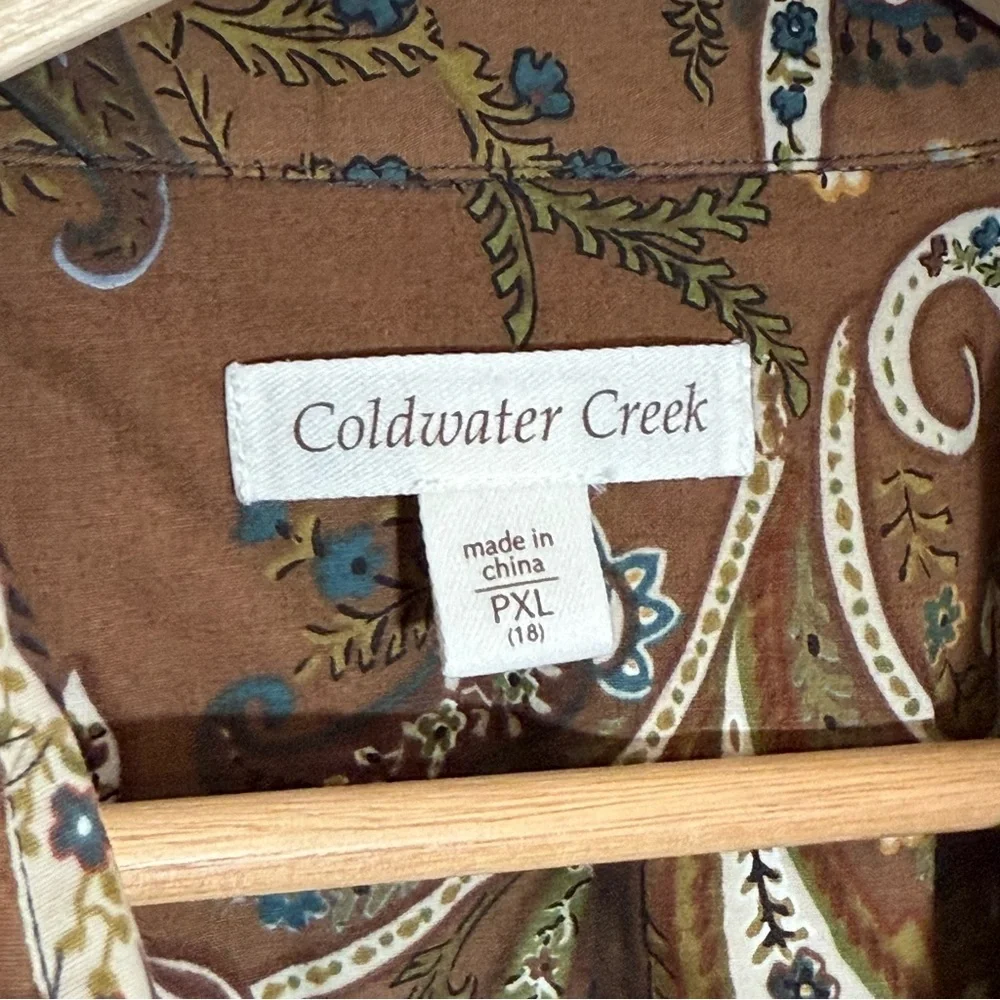 Coldwater Creek
made in
china
PXL
(18)